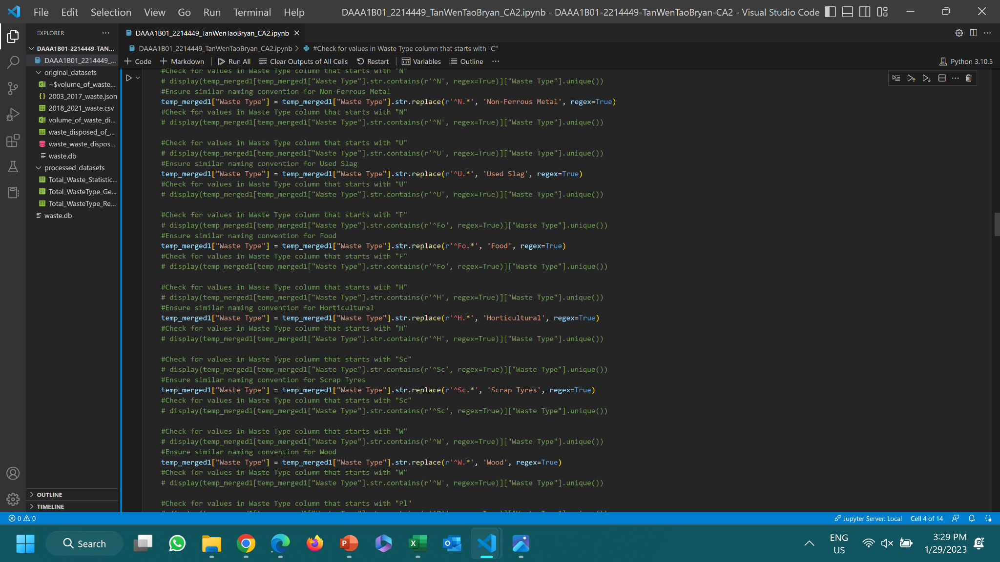 File Edit Selection View Go Run Terminal Help DAAA1B01_2214449_TanWenTaoBryan_CA2.ipynb - DAAA1B01-2214449-TanWenTaoBryan-CA2 - Visual Studio Code
EXPLORER
DAAA1B01-2214449-TAN...
DAAA1B01_2214449_...
original_datasets
~$volume_of_waste...
2003_2017_waste.json
2018_2021_waste.csv
volume_of_waste_di...
waste_disposed_of_...
waste_waste_dispos...
waste.db
processed_datasets
Total_Waste_Statistic...
Total_WasteType_Ge...
Total_WasteType_Re...
waste.db
OUTLINE
TIMELINE
DAAA1B01_2214449_TanWenTaoBryan_CA2.ipynb
DAAA1B01_2214449_TanWenTaoBryan_CA2.ipynb > #Check for values in Waste Type column that starts with "C"
+ Code + Markdown Run All Clear Outputs of All Cells Restart Variables Outline ... Python 3.10.5
#Check for values in Waste Type column that starts with "N"
# display(temp_merged1[temp_merged1["Waste Type"].str.contains(r'^N', regex=True)]["Waste Type"].unique())
#Ensure similar naming convention for Non-Ferrous Metal
temp_merged1["Waste Type"] = temp_merged1["Waste Type"].str.replace(r'^N.*', 'Non-Ferrous Metal', regex=True)
#Check for values in Waste Type column that starts with "N"
# display(temp_merged1[temp_merged1["Waste Type"].str.contains(r'^N', regex=True)]["Waste Type"].unique())
#Check for values in Waste Type column that starts with "U"
# display(temp_merged1[temp_merged1["Waste Type"].str.contains(r'^U', regex=True)]["Waste Type"].unique())
#Ensure similar naming convention for Used Slag
temp_merged1["Waste Type"] = temp_merged1["Waste Type"].str.replace(r'^U.*', 'Used Slag', regex=True)
#Check for values in Waste Type column that starts with "U"
# display(temp_merged1[temp_merged1["Waste Type"].str.contains(r'^U', regex=True)]["Waste Type"].unique())
#Check for values in Waste Type column that starts with "F"
# display(temp_merged1[temp_merged1["Waste Type"].str.contains(r'^Fo', regex=True)]["Waste Type"].unique())
#Ensure similar naming convention for Food
temp_merged1["Waste Type"] = temp_merged1["Waste Type"].str.replace(r'^Fo.*', 'Food', regex=True)
#Check for values in Waste Type column that starts with "F"
# display(temp_merged1[temp_merged1["Waste Type"].str.contains(r'^Fo', regex=True)]["Waste Type"].unique())
#Check for values in Waste Type column that starts with "H"
# display(temp_merged1[temp_merged1["Waste Type"].str.contains(r'^H', regex=True)]["Waste Type"].unique())
#Ensure similar naming convention for Horticultural
temp_merged1["Waste Type"] = temp_merged1["Waste Type"].str.replace(r'^H.*', 'Horticultural', regex=True)
#Check for values in Waste Type column that starts with "H"
# display(temp_merged1[temp_merged1["Waste Type"].str.contains(r'^H', regex=True)]["Waste Type"].unique())
#Check for values in Waste Type column that starts with "Sc"
# display(temp_merged1[temp_merged1["Waste Type"].str.contains(r'^Sc', regex=True)]["Waste Type"].unique())
#Ensure similar naming convention for Scrap Tyres
temp_merged1["Waste Type"] = temp_merged1["Waste Type"].str.replace(r'^Sc.*', 'Scrap Tyres', regex=True)
#Check for values in Waste Type column that starts with "Sc"
# display(temp_merged1[temp_merged1["Waste Type"].str.contains(r'^Sc', regex=True)]["Waste Type"].unique())
#Check for values in Waste Type column that starts with "W"
# display(temp_merged1[temp_merged1["Waste Type"].str.contains(r'^W', regex=True)]["Waste Type"].unique())
#Ensure similar naming convention for Wood
temp_merged1["Waste Type"] = temp_merged1["Waste Type"].str.replace(r'^W.*', 'Wood', regex=True)
#Check for values in Waste Type column that starts with "W"
# display(temp_merged1[temp_merged1["Waste Type"].str.contains(r'^W', regex=True)]["Waste Type"].unique())
#Check for values in Waste Type column that starts with "Pl"
0 0 Jupyter Server: Local Cell 4 of 14
Search
ENG
US
3:29 PM
1/29/2023